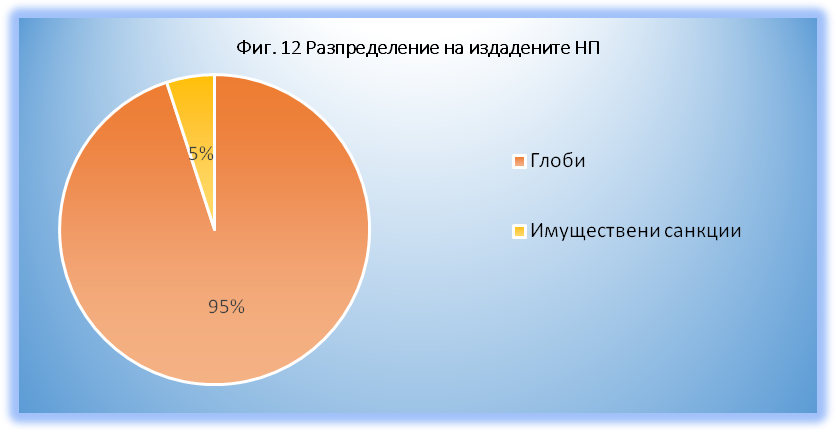 Фиг. 12 Разпределение на издадените НП
5%
95%
Глоби
Имуществени санкции